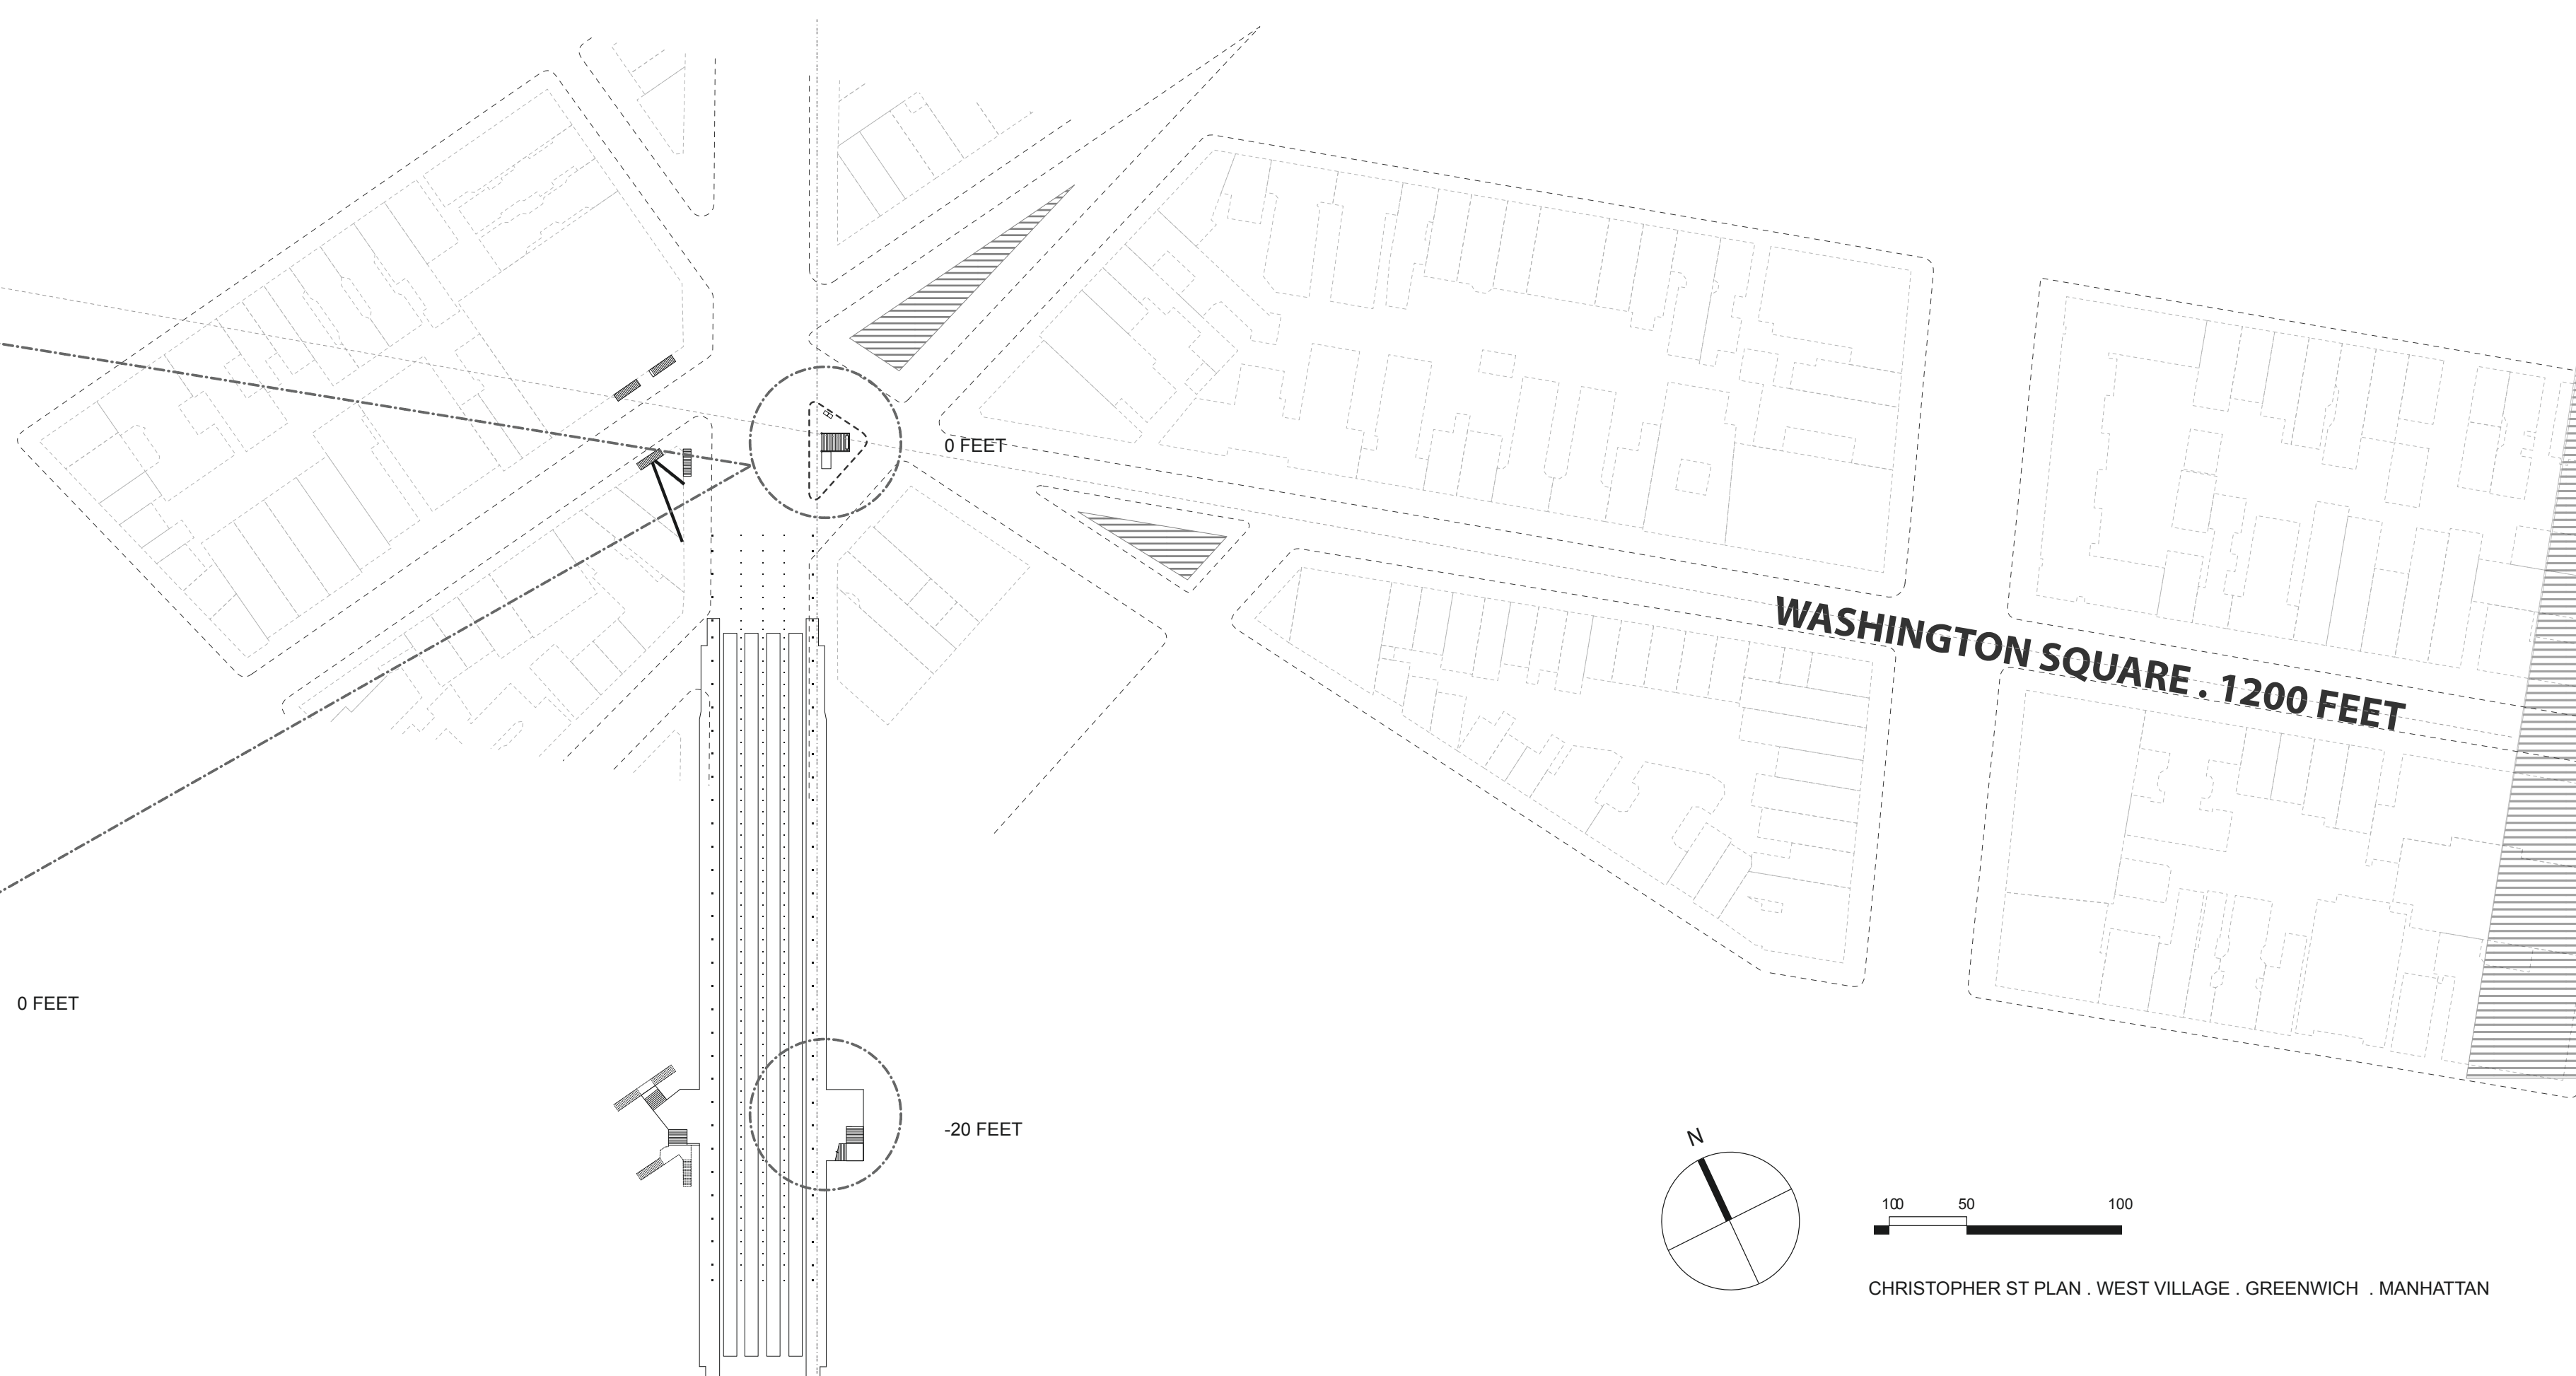 0 FEET
WASHINGTON SQUARE . 1200 FEET
0 FEET
-20 FEET
N
100 50 100
CHRISTOPHER ST PLAN . WEST VILLAGE . GREENWICH . MANHATTAN